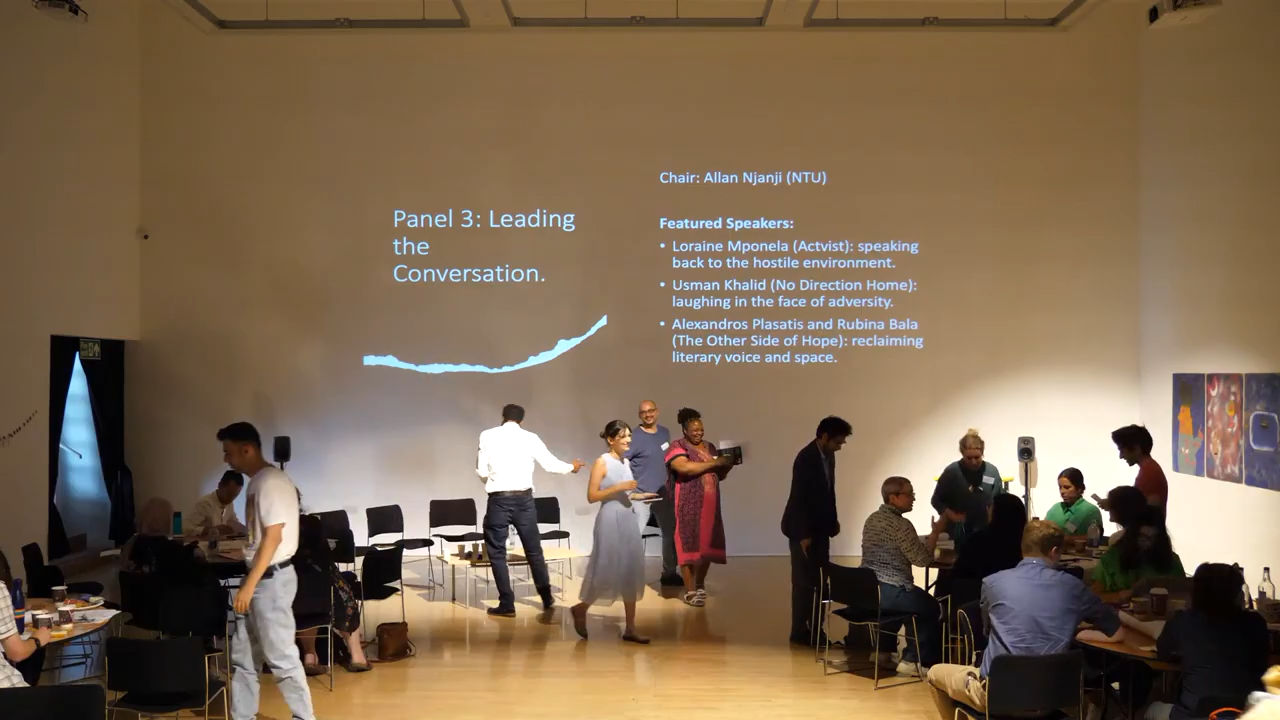 Panel 3: Leading
the
Conversation.
Chair: Allan Njanji (NTU)
Featured Speakers:
• Loraine Mponela (Actvist): speaking
back to the hostile environment.
• Usman Khalid (No Direction Home):
laughing in the face of adversity.
• Alexandros Plasatis and Rubina Bala
(The Other Side of Hope): reclaiming
literary voice and space.